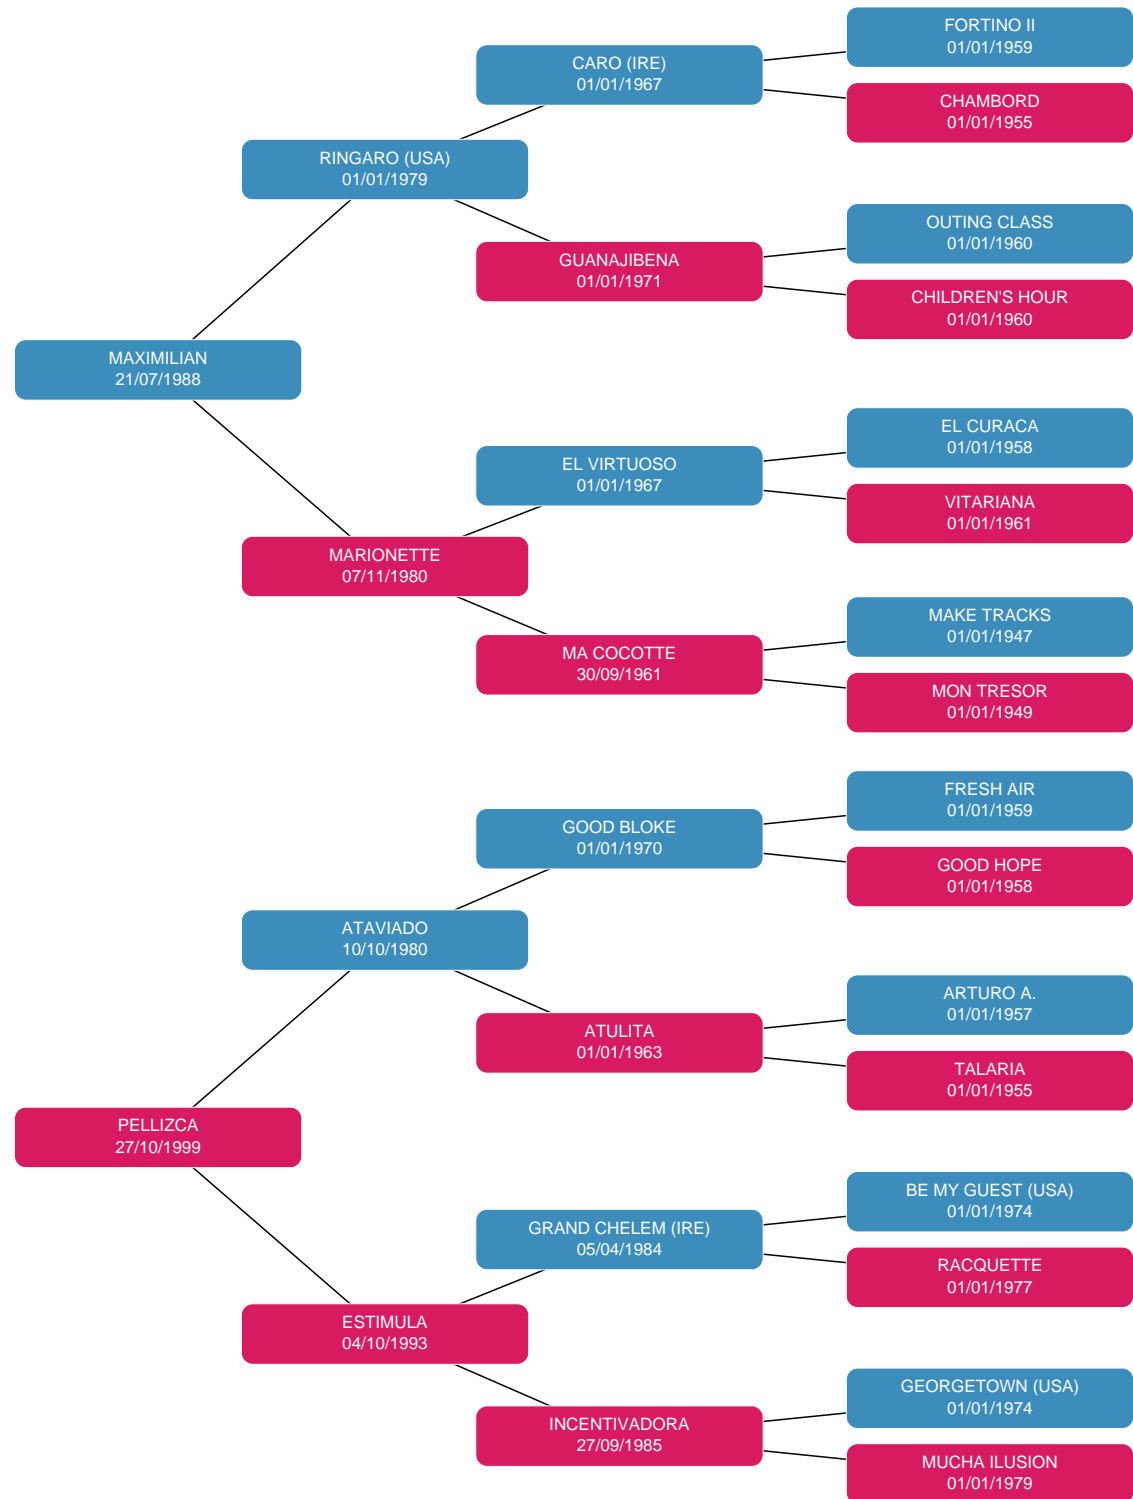 FORTINO II
01/01/1959
CARO (IRE)
01/01/1967
CHAMBORD
01/01/1955
RINGARO (USA)
01/01/1979
OUTING CLASS
01/01/1960
GUANAJIBENA
01/01/1971
CHILDREN'S HOUR
01/01/1960
MAXIMILIAN
21/07/1988
EL CURACA
01/01/1958
EL VIRTUOSO
01/01/1967
VITARIANA
01/01/1961
MARIONETTE
07/11/1980
MAKE TRACKS
01/01/1947
MA COCOTTE
30/09/1961
MON TRESOR
01/01/1949
FRESH AIR
01/01/1959
GOOD BLOKE
01/01/1970
GOOD HOPE
01/01/1958
ATAVIADO
10/10/1980
ARTURO A.
01/01/1957
ATULITA
01/01/1963
TALARIA
01/01/1955
PELLIZCA
27/10/1999
BE MY GUEST (USA)
01/01/1974
GRAND CHELEM (IRE)
05/04/1984
RACQUETTE
01/01/1977
ESTIMULA
04/10/1993
GEORGETOWN (USA)
01/01/1974
INCENTIVADORA
27/09/1985
MUCHA ILUSION
01/01/1979